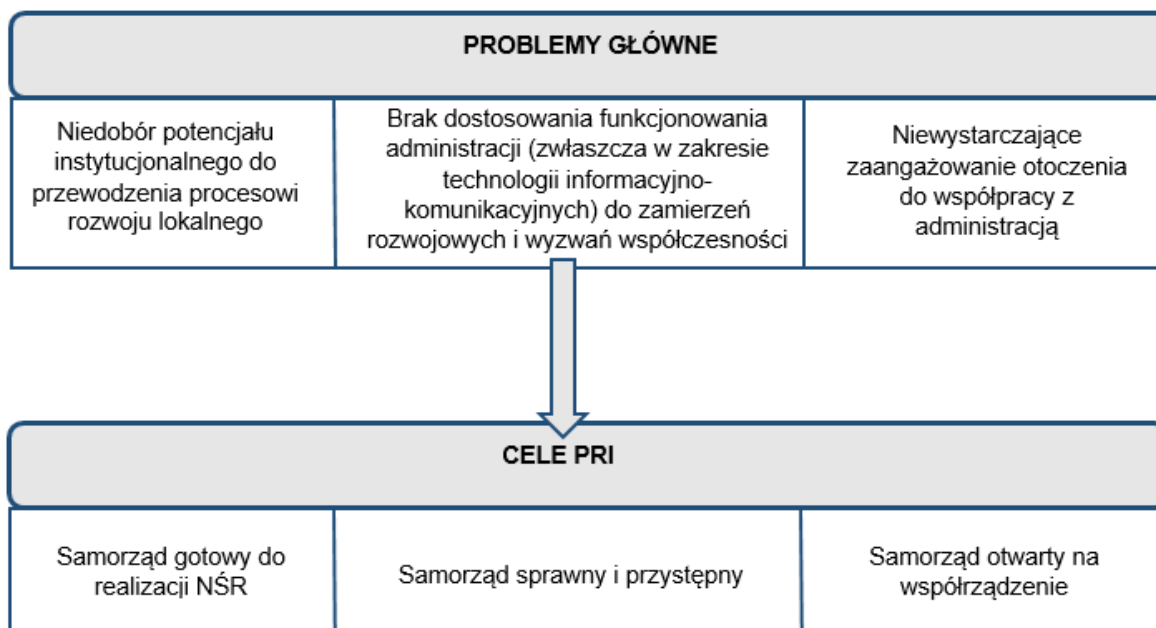 PROBLEMY GŁÓWNE
Niedobór potencjału
instytucjonalnego do
przewodzenia procesowi
rozwoju lokalnego
Brak dostosowania funkcjonowania
administracji (zwłaszcza w zakresie
technologii informacyjno-
komunikacyjnych) do zamierzeń
rozwojowych i wyzwań współczesności
Niewystarczające
zaangażowanie otoczenia
do współpracy z
administracją
CELE PRI
Samorząd gotowy do
realizacji NŚR
Samorząd sprawny i przystępny
Samorząd otwarty na
współrządzenie